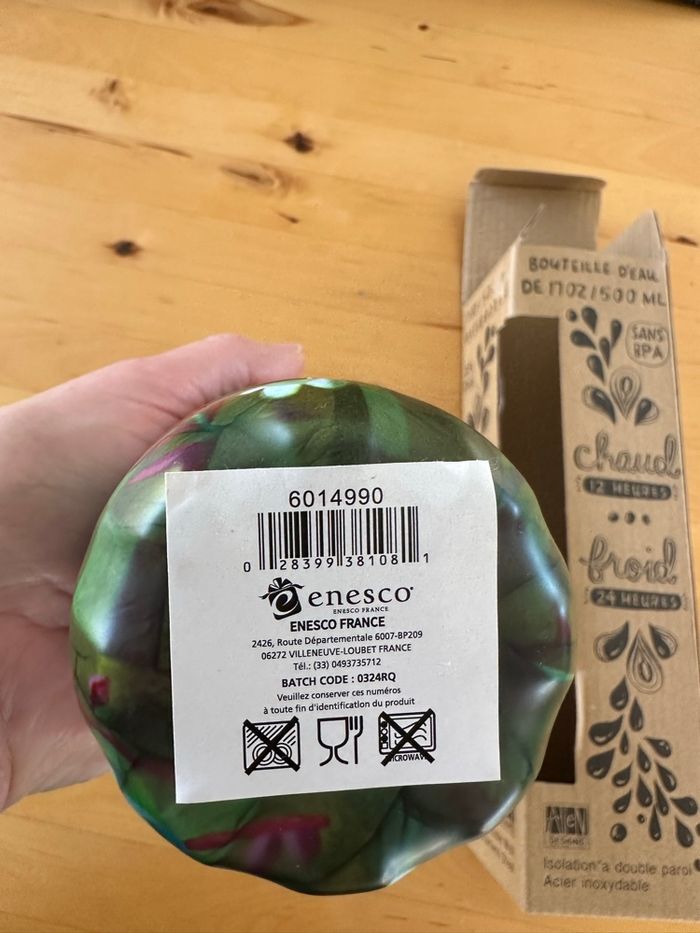 6014990
0 28399 38108 1
enesco
ENESCO FRANCE
ENESCO FRANCE
2426, Route Départementale 6007-BP209
06272 VILLENEUVE-LOUBET FRANCE
Tél.: (33) 0493735712
BATCH CODE : 0324RQ
Veuillez conserver ces numéros
à toute fin d'identification du produit
MICROWAVE
BOUTEILLE D'EAU
DE 17OZ/500 ML
SANS
BPA
chaud
12 HEURES
froid
24 HEURES
Allen
DESIGNS
Isolation a double paroi
Acier inoxydable